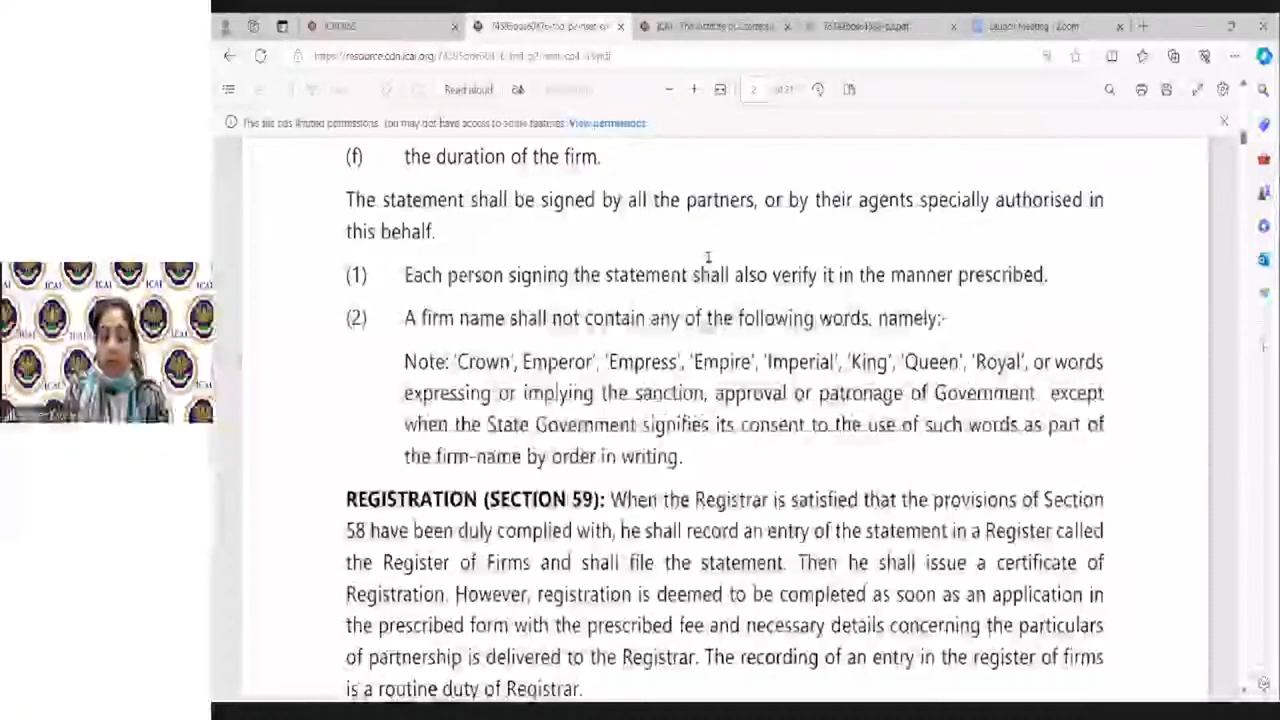 https://resource.cdn.icai.org/
Read aloud
2
of 21
This file has limited permissions. You may not have access to some features. View permissions
(f) the duration of the firm.
The statement shall be signed by all the partners, or by their agents specially authorised in
this behalf.
(1) Each person signing the statement shall also verify it in the manner prescribed.
(2) A firm name shall not contain any of the following words, namely:-
Note: 'Crown', Emperor', 'Empress', 'Empire', 'Imperial', 'King', 'Queen', 'Royal', or words
expressing or implying the sanction, approval or patronage of Government except
when the State Government signifies its consent to the use of such words as part of
the firm-name by order in writing.
REGISTRATION (SECTION 59): When the Registrar is satisfied that the provisions of Section
58 have been duly complied with, he shall record an entry of the statement in a Register called
the Register of Firms and shall file the statement. Then he shall issue a certificate of
Registration. However, registration is deemed to be completed as soon as an application in
the prescribed form with the prescribed fee and necessary details concerning the particulars
of partnership is delivered to the Registrar. The recording of an entry in the register of firms
is a routine duty of Registrar.
ICAI
ICAI